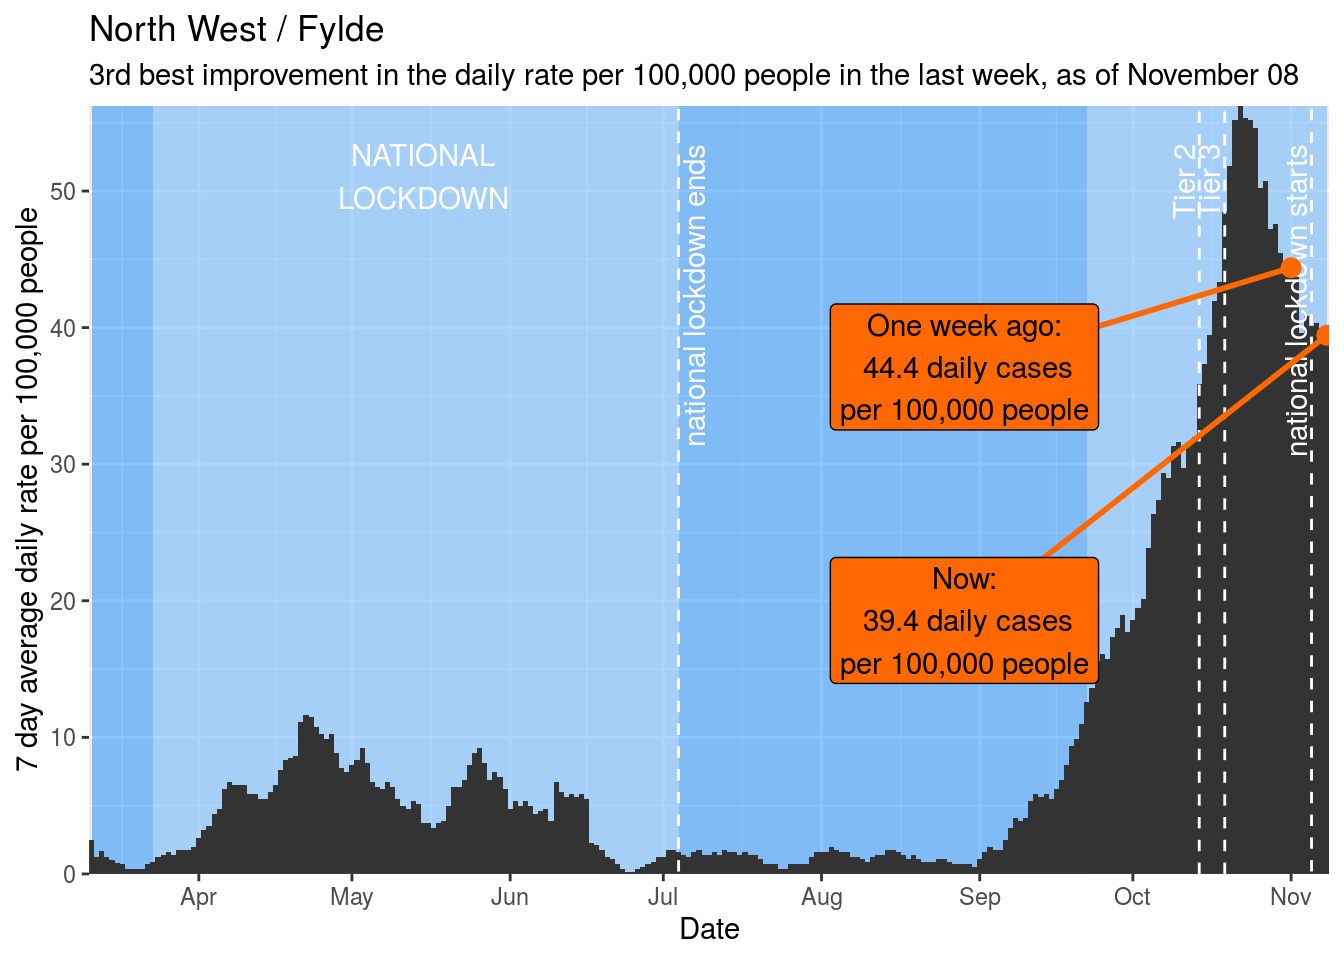 North West / Fylde
3rd best improvement in the daily rate per 100,000 people in the last week, as of November 08
NATIONAL
LOCKDOWN
national lockdown ends
Tier 2
Tier 3
national lockdown starts
One week ago:
44.4 daily cases
per 100,000 people
Now:
39.4 daily cases
per 100,000 people
7 day average daily rate per 100,000 people
50
40
30
20
10
0
Apr May Jun Jul Aug Sep Oct Nov
Date